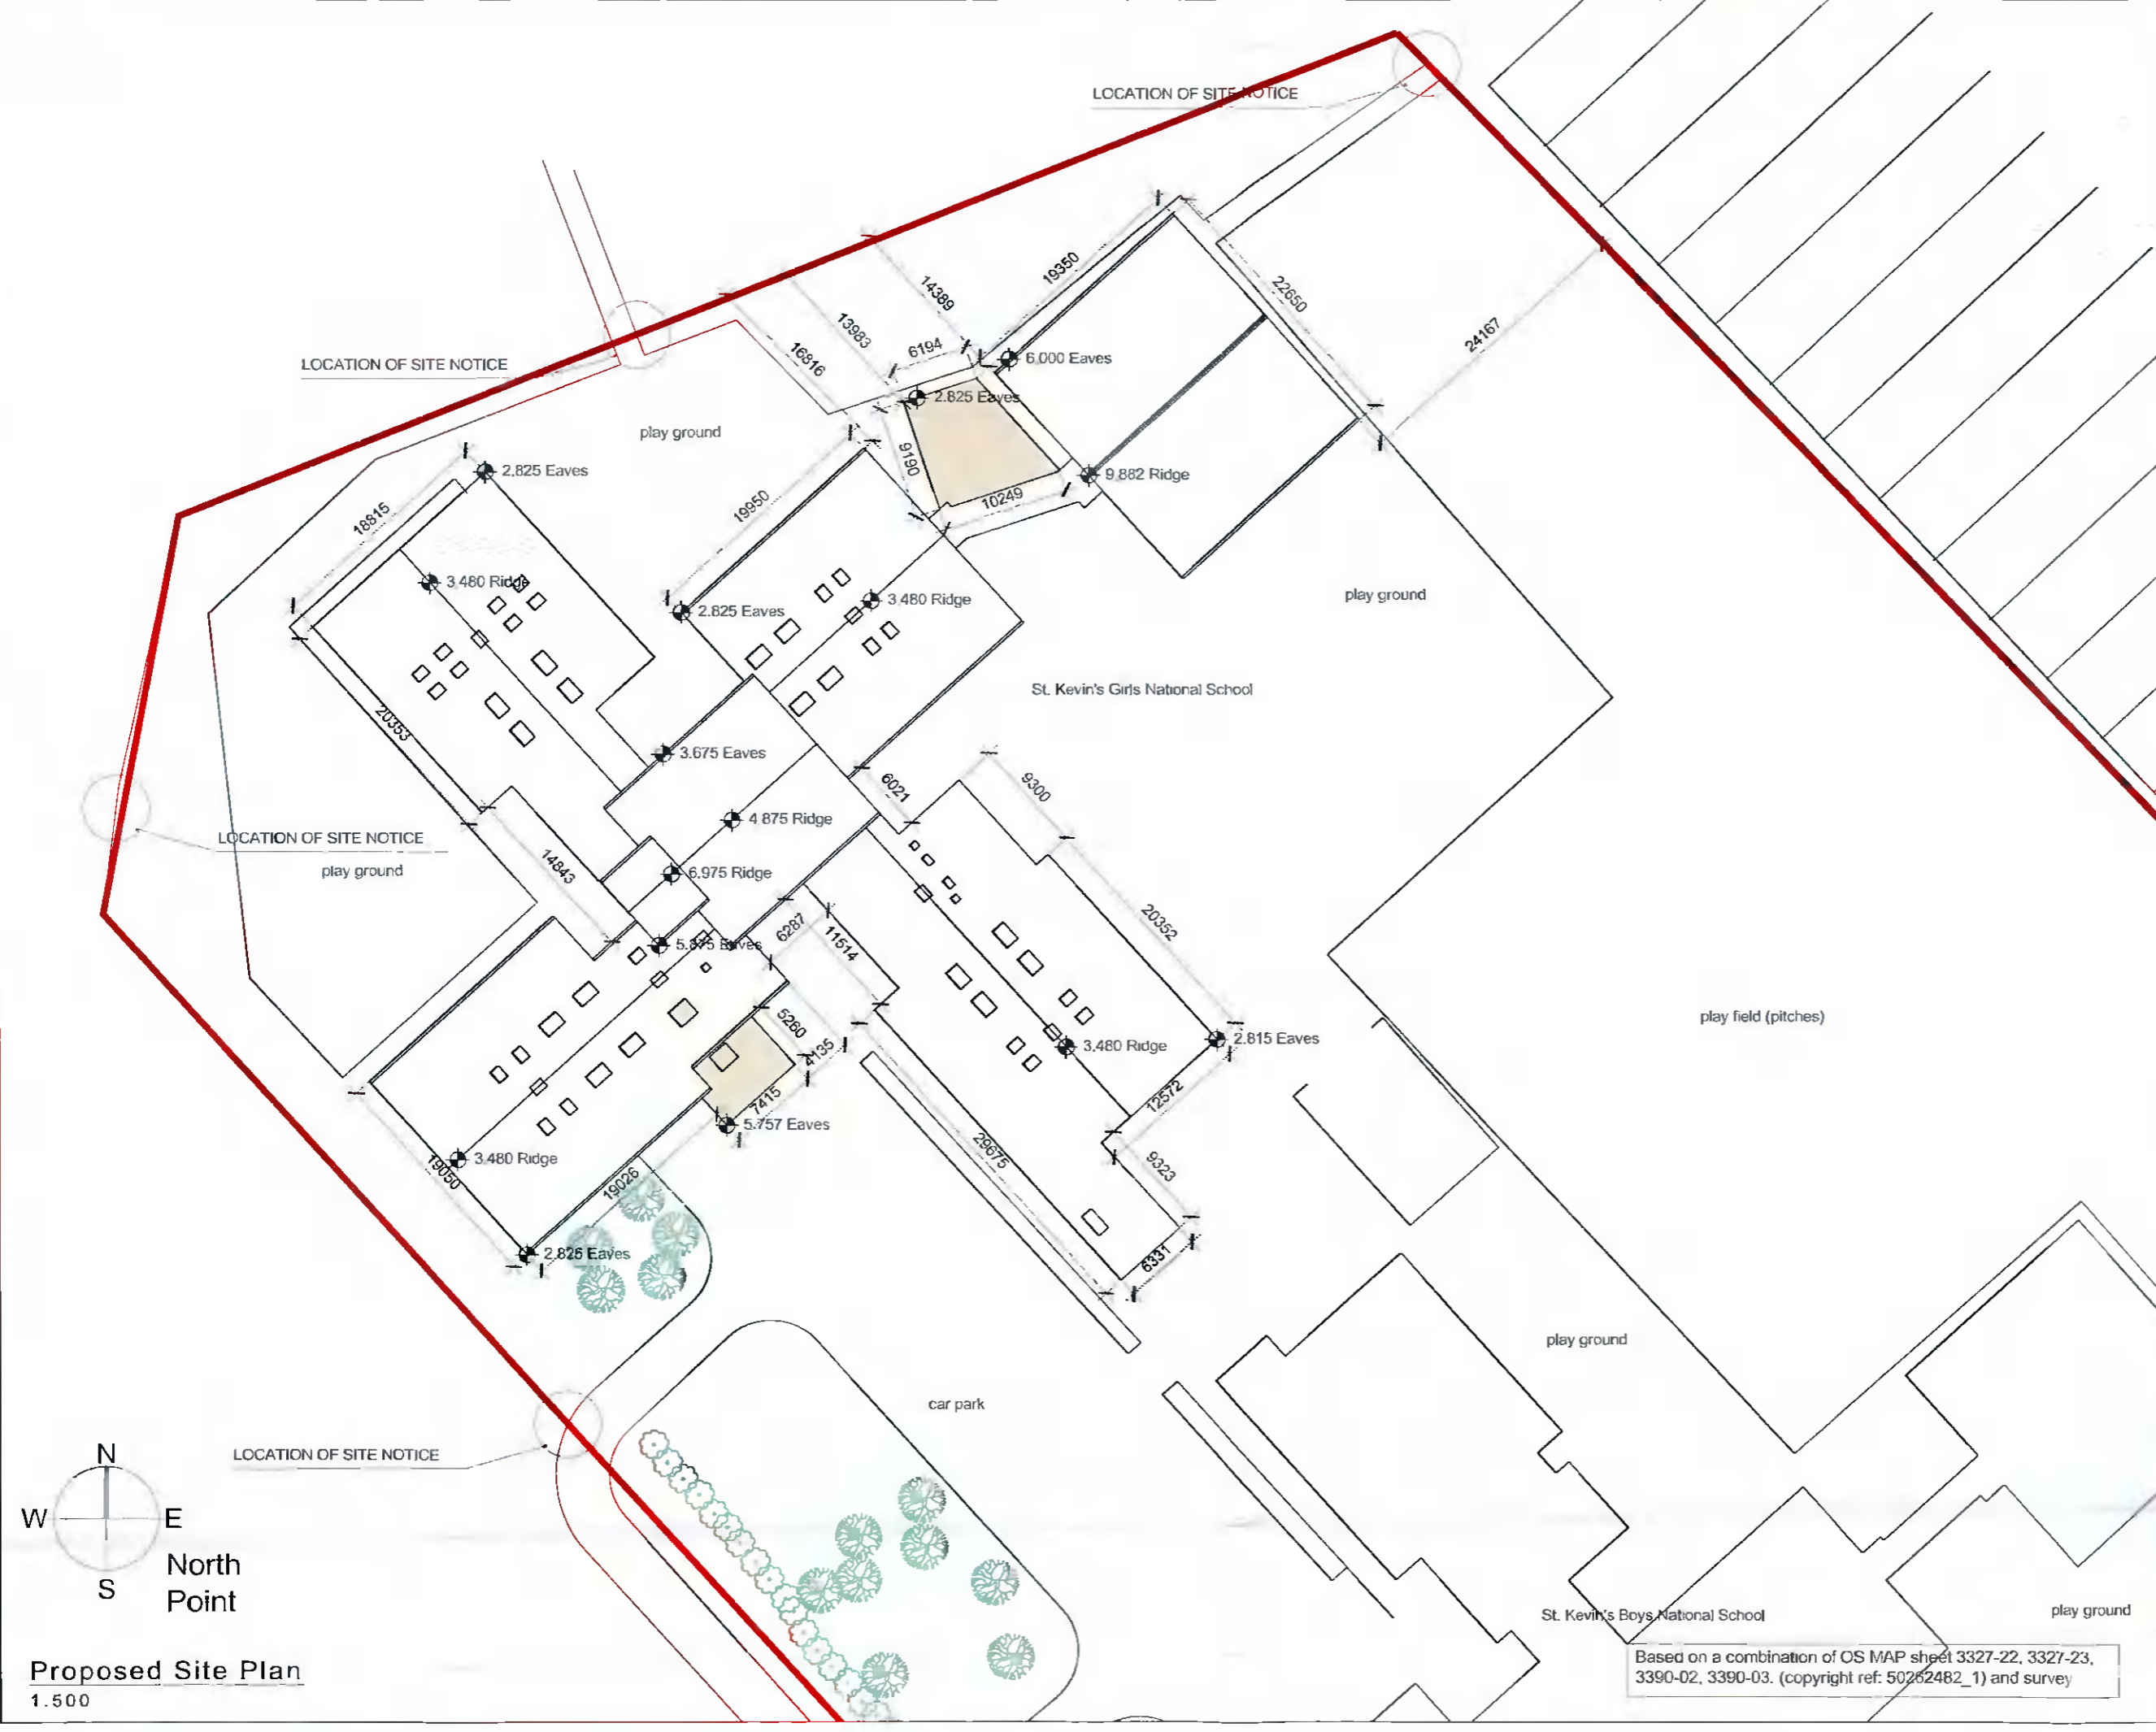 LOCATION OF SITE NOTICE
19350
22650
14389
13983
24167
6194
16816
6.000 Eaves
LOCATION OF SITE NOTICE
2.825 Eaves
play ground
9190
2.825 Eaves
9.882 Ridge
10249
19950
18815
3.480 Ridge
play ground
3.480 Ridge
2.825 Eaves
St. Kevin's Girls National School
20353
3.675 Eaves
6021
9300
4.875 Ridge
LOCATION OF SITE NOTICE
play ground
14843
6.975 Ridge
6287
11514
20352
5.875 Eaves
play field (pitches)
5260
4135
3.480 Ridge
2.815 Eaves
7415
12572
5.757 Eaves
29675
9323
3.480 Ridge
19050
19026
2.825 Eaves
6331
play ground
car park
LOCATION OF SITE NOTICE
N
W
E
S
North
Point
St. Kevin's Boys National School
play ground
Proposed Site Plan
1.500
Based on a combination of OS MAP sheet 3327-22, 3327-23,
3390-02, 3390-03. (copyright ref: 50262482_1) and survey